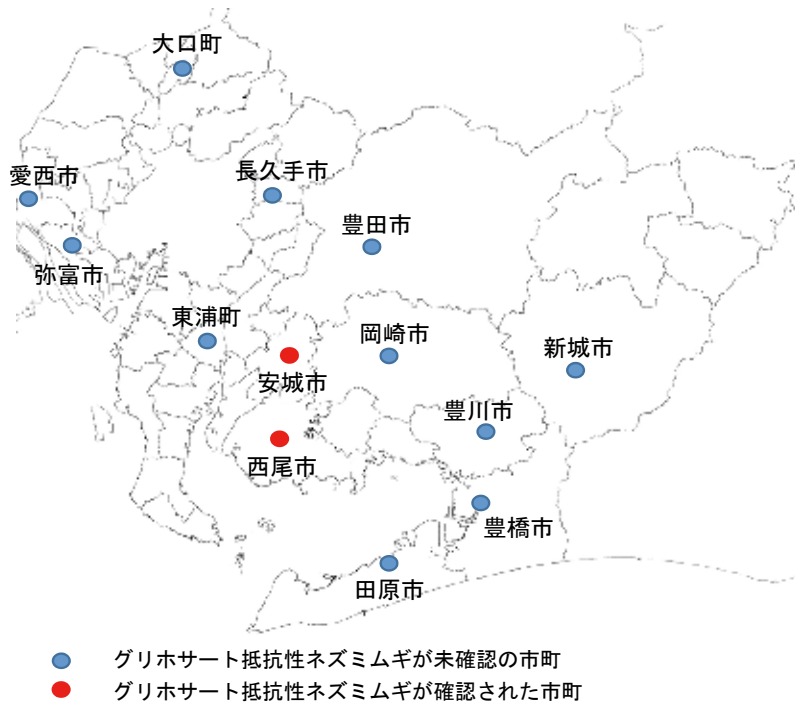 大口町
愛西市
長久手市
豊田市
弥富市
東浦町
岡崎市
新城市
安城市
豊川市
西尾市
豊橋市
田原市
グリホサート抵抗性ネズミムギが未確認の市町
グリホサート抵抗性ネズミムギが確認された市町